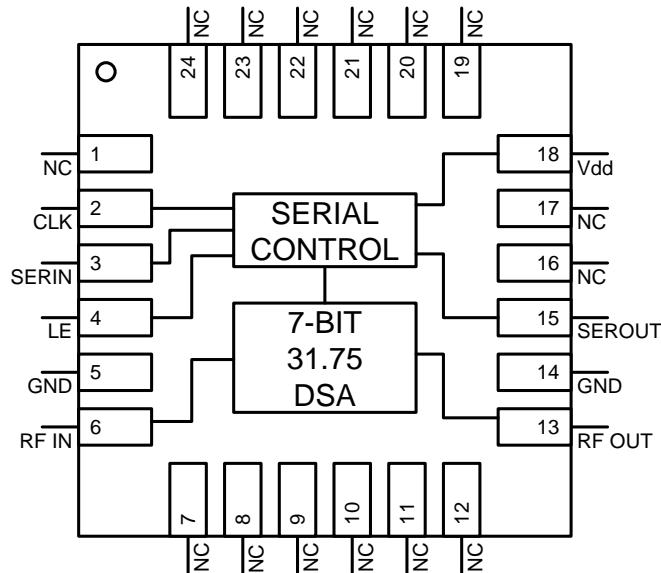 NC NC NC NC NC NC
24 23 22 21 20 19
NC 1
18 Vdd
CLK 2
17 NC
SERIN 3
16 NC
LE 4
15 SEROUT
GND 5
14 GND
RF IN 6
13 RF OUT
SERIAL
CONTROL
7-BIT
31.75
DSA
7 8 9 10 11 12
NC NC NC NC NC NC